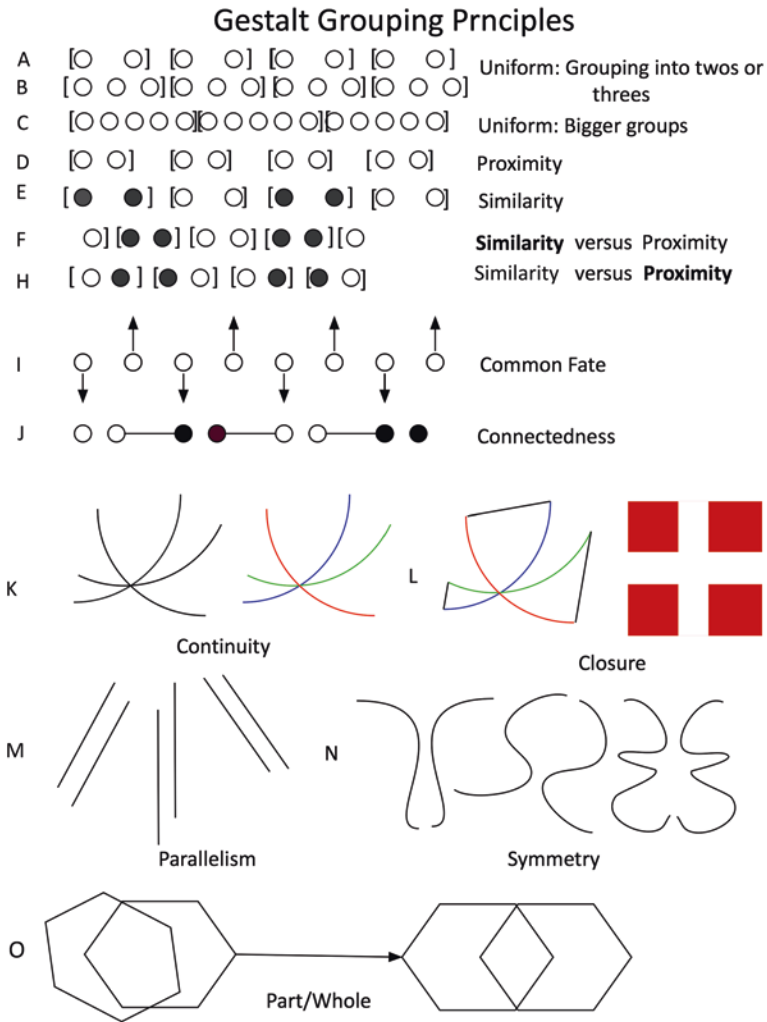 Gestalt Grouping Prnciples
A
Uniform: Grouping into twos or
B
threes
C
Uniform: Bigger groups
D
Proximity
E
Similarity
F
Similarity versus Proximity
H
Similarity versus Proximity
I
Common Fate
J
Connectedness
K
L
Continuity
Closure
M
N
Parallelism
Symmetry
O
Part/Whole